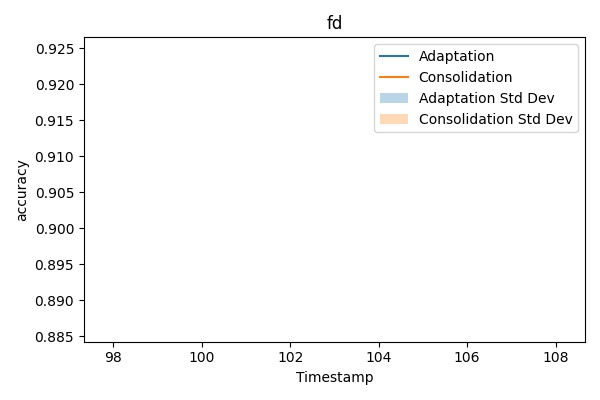 fd
Adaptation
Consolidation
Adaptation Std Dev
Consolidation Std Dev
accuracy
0.925
0.920
0.915
0.910
0.905
0.900
0.895
0.890
0.885
98 100 102 104 106 108
Timestamp